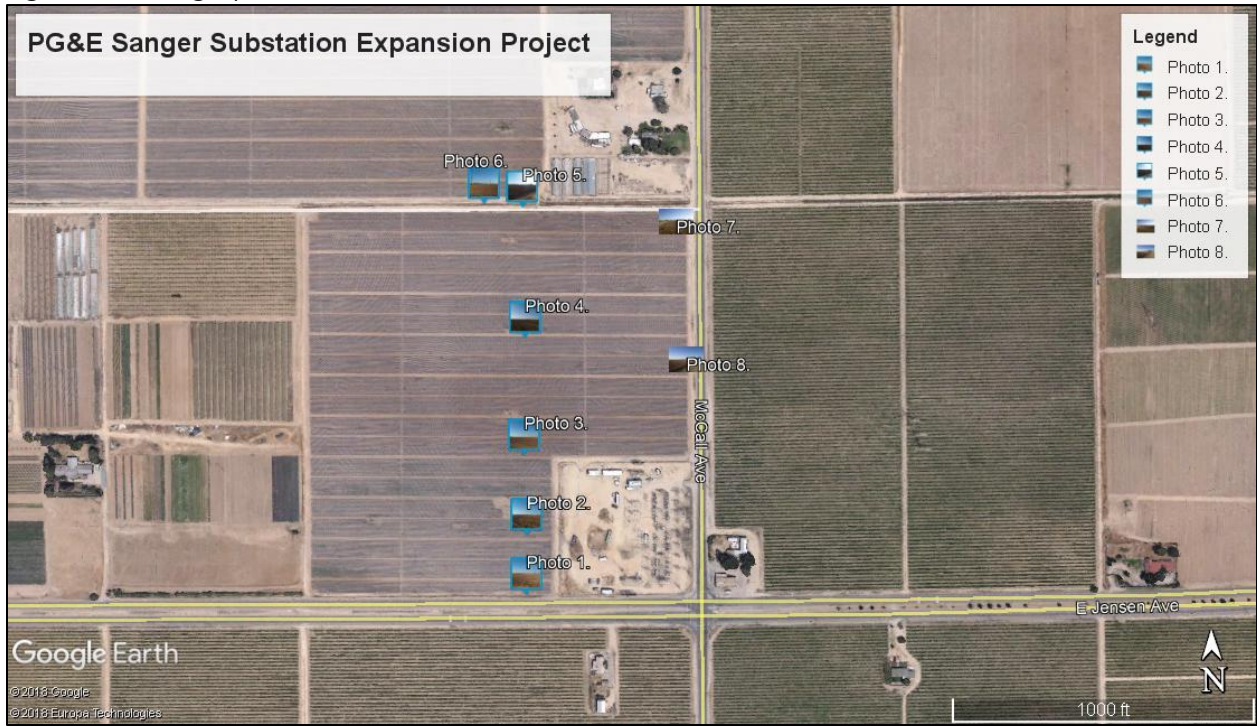 PG&E Sanger Substation Expansion Project
Legend
Photo 1.
Photo 2.
Photo 3.
Photo 4.
Photo 5.
Photo 6.
Photo 7.
Photo 8.
Photo 6.
Photo 5.
Photo 7.
Photo 4.
Photo 8.
Photo 3.
McCall Ave
Photo 2.
Photo 1.
E Jensen Ave
Google Earth
N
©2018 Google
©2018 Europa Technologies
1000 ft